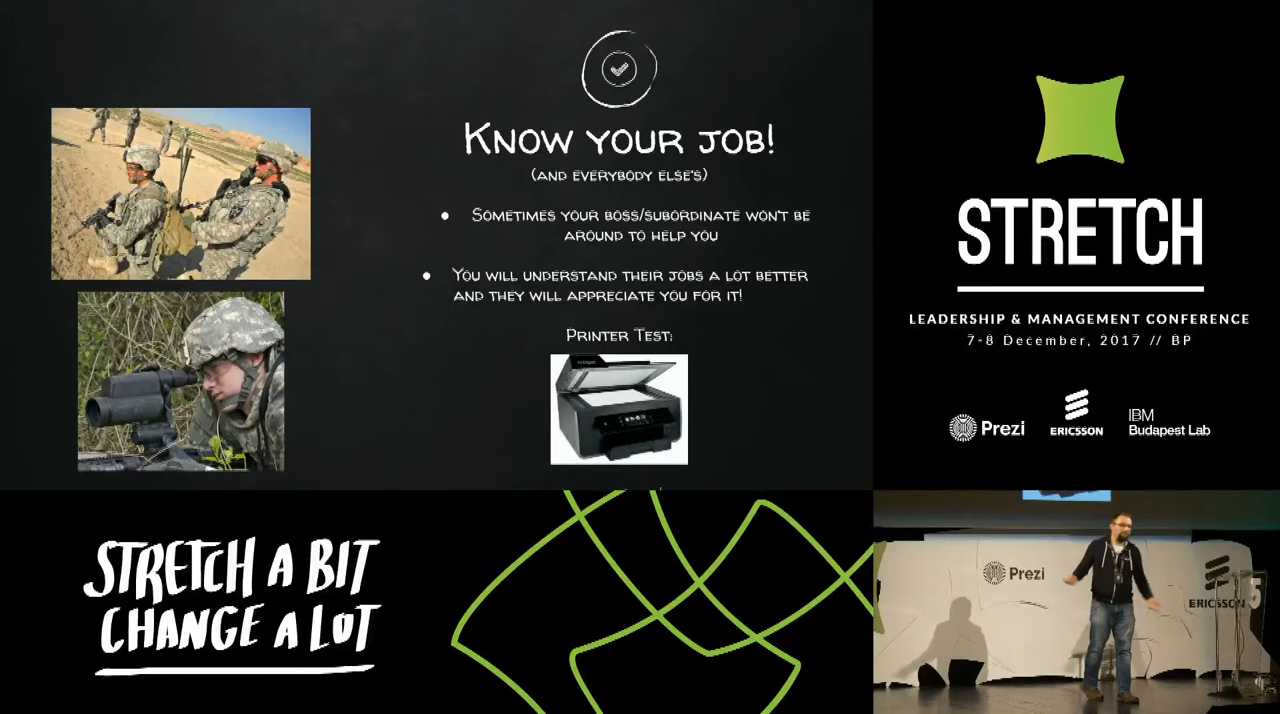 Know your job!
(and everybody else's)
• Sometimes your boss/subordinate won't be
around to help you
• You will understand their jobs a lot better
and they will appreciate you for it!
Printer Test:
STRETCH
LEADERSHIP & MANAGEMENT CONFERENCE
7-8 December, 2017 // BP
Prezi
ERICSSON
IBM
Budapest Lab
STRETCH A BIT
CHANGE A LOT
Prezi
ERICSSON
5